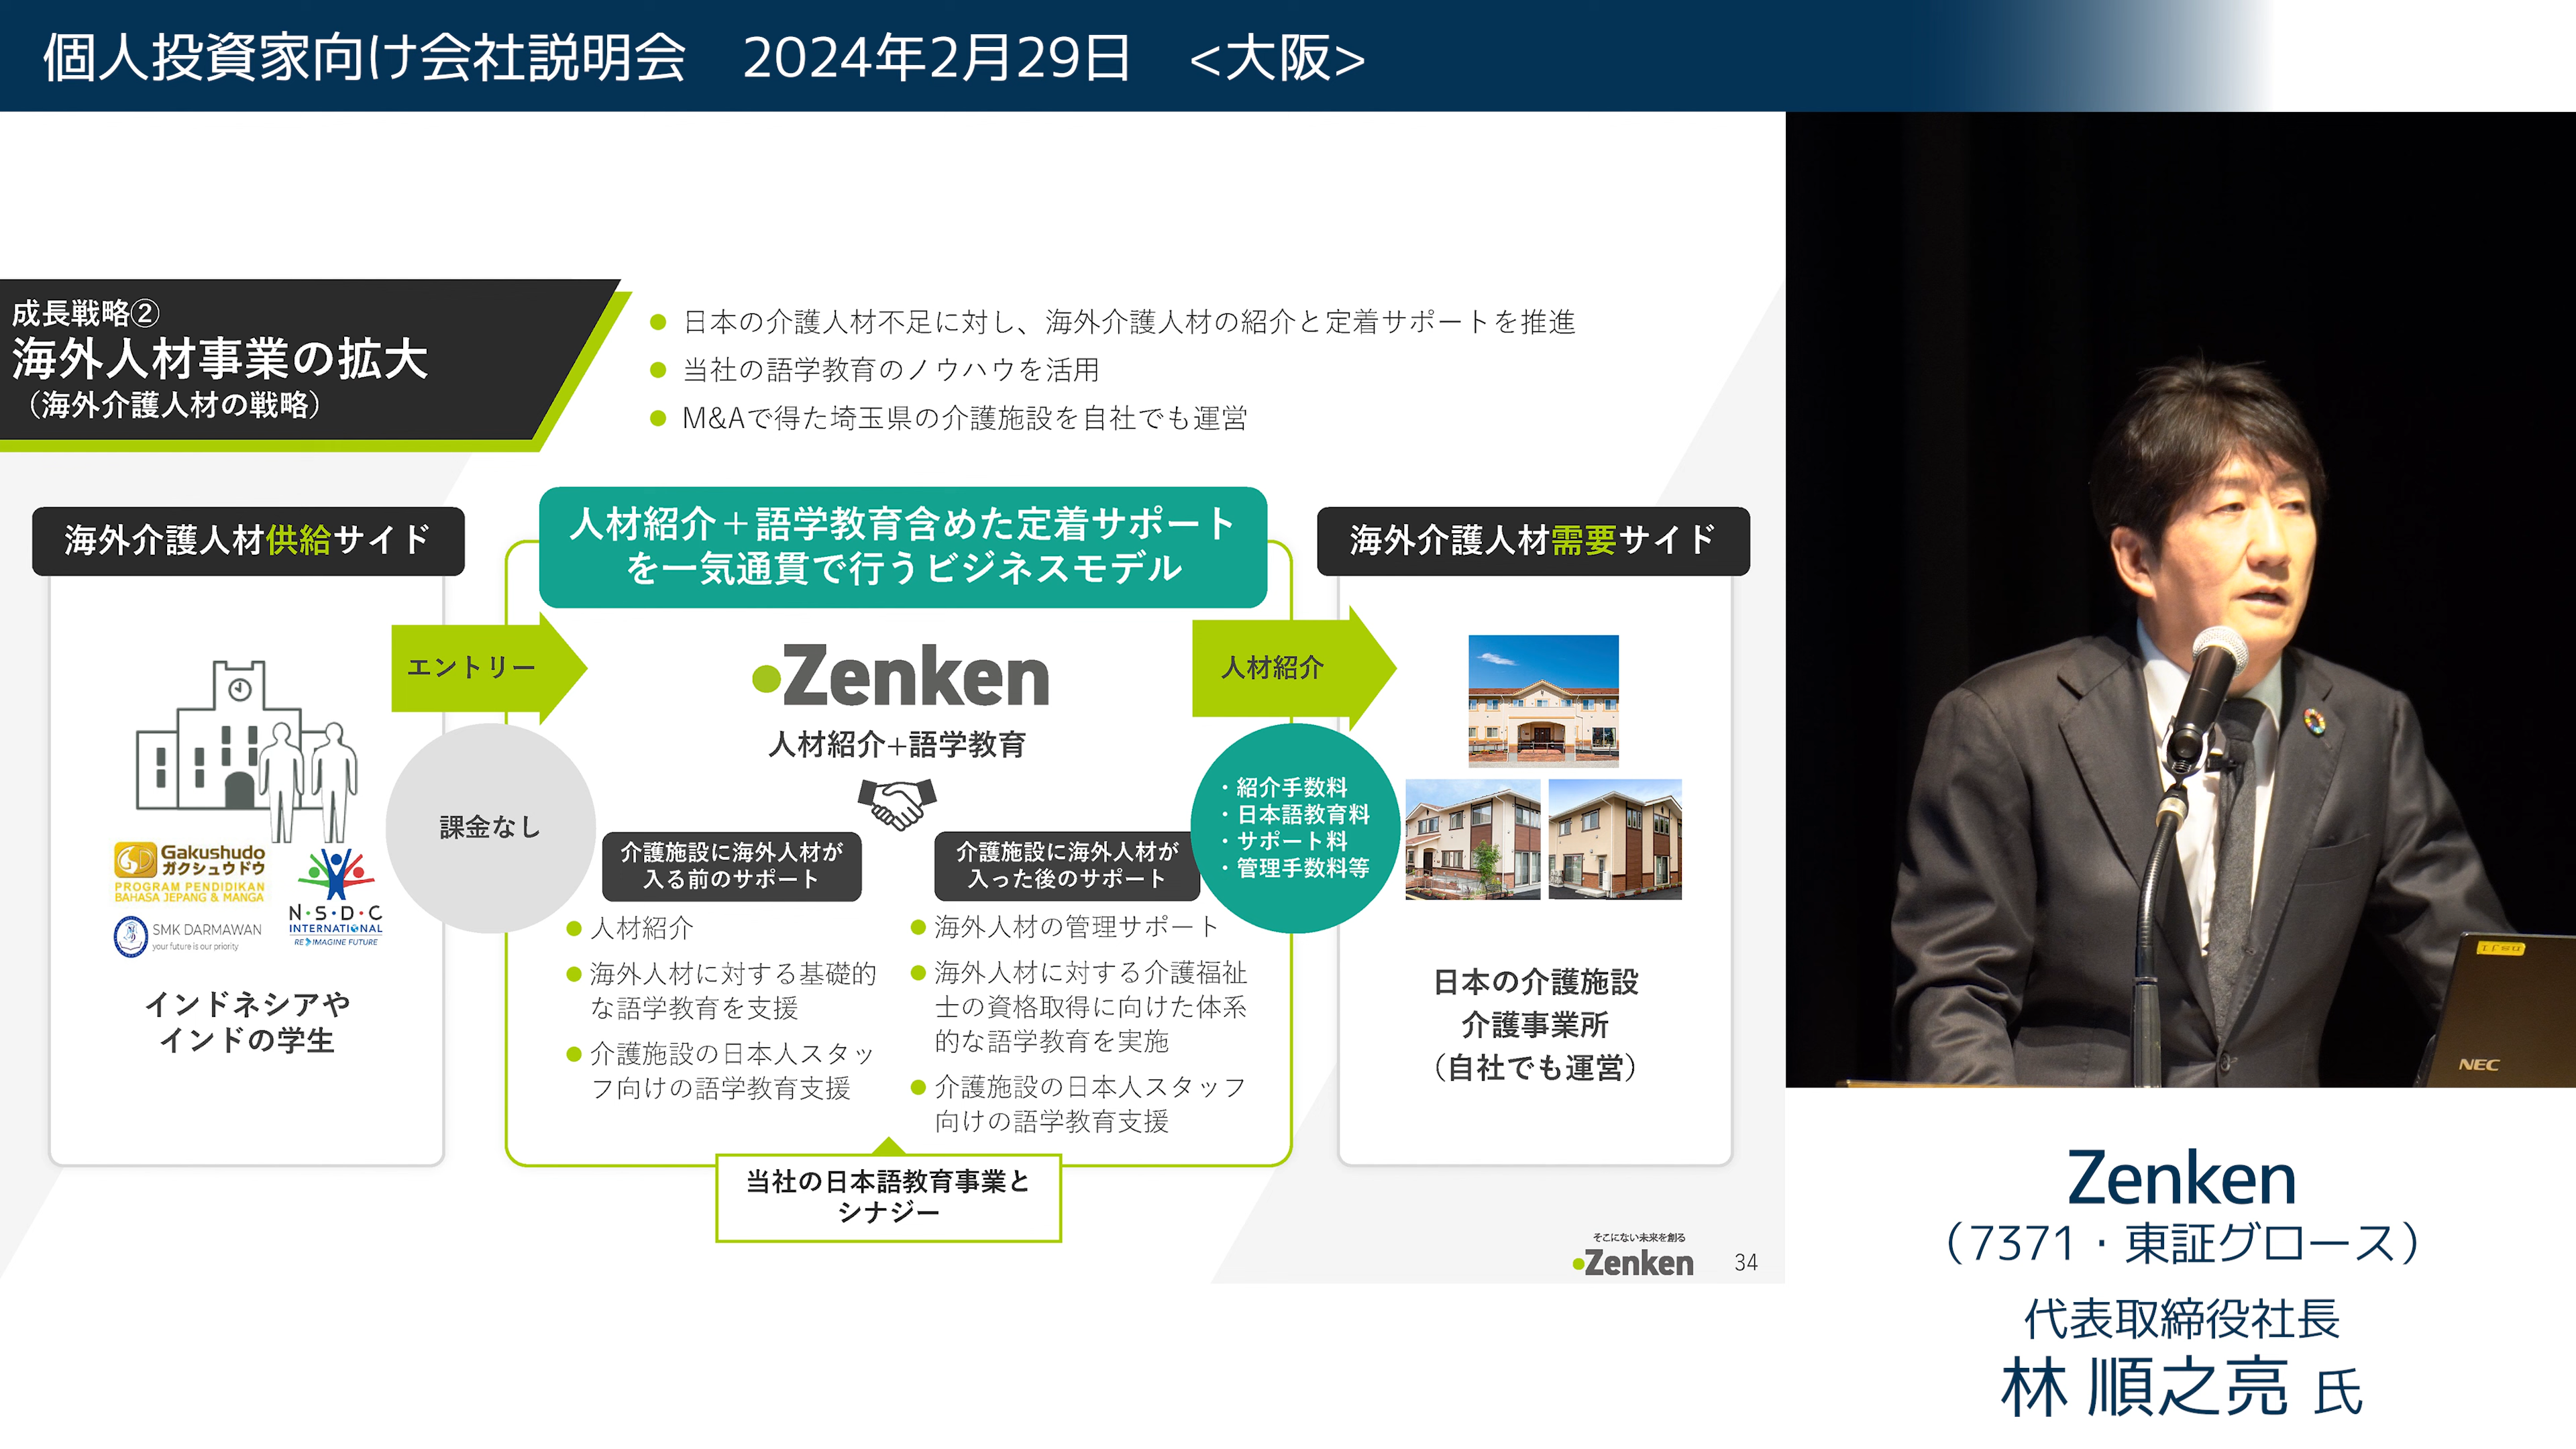 個人投資家向け会社説明会　2024年2月29日　<大阪>
成長戦略②
海外人材事業の拡大
（海外介護人材の戦略）
● 日本の介護人材不足に対し、海外介護人材の紹介と定着サポートを推進
● 当社の語学教育のノウハウを活用
● M&Aで得た埼玉県の介護施設を自社でも運営
海外介護人材供給サイド
エントリー
課金なし
Gakushudo
ガクシュウドウ
PROGRAM PENDIDIKAN
BAHASA JEPANG & MANGA
SMK DARMAWAN
your future is our priority
N・S・D・C
INTERNATIONAL
RE IMAGINE FUTURE
インドネシアや
インドの学生
人材紹介＋語学教育含めた定着サポート
を一気通貫で行うビジネスモデル
Zenken
人材紹介+語学教育
介護施設に海外人材が
入る前のサポート
● 人材紹介
● 海外人材に対する基礎的
な語学教育を支援
● 介護施設の日本人スタッ
フ向けの語学教育支援
介護施設に海外人材が
入った後のサポート
● 海外人材の管理サポート
● 海外人材に対する介護福祉
士の資格取得に向けた体系
的な語学教育を実施
● 介護施設の日本人スタッフ
向けの語学教育支援
当社の日本語教育事業と
シナジー
人材紹介
・紹介手数料
・日本語教育料
・サポート料
・管理手数料等
海外介護人材需要サイド
日本の介護施設
介護事業所
（自社でも運営）
そこにない未来を創る
Zenken
34
NEC
Zenken
（7371・東証グロース）
代表取締役社長
林 順之亮 氏